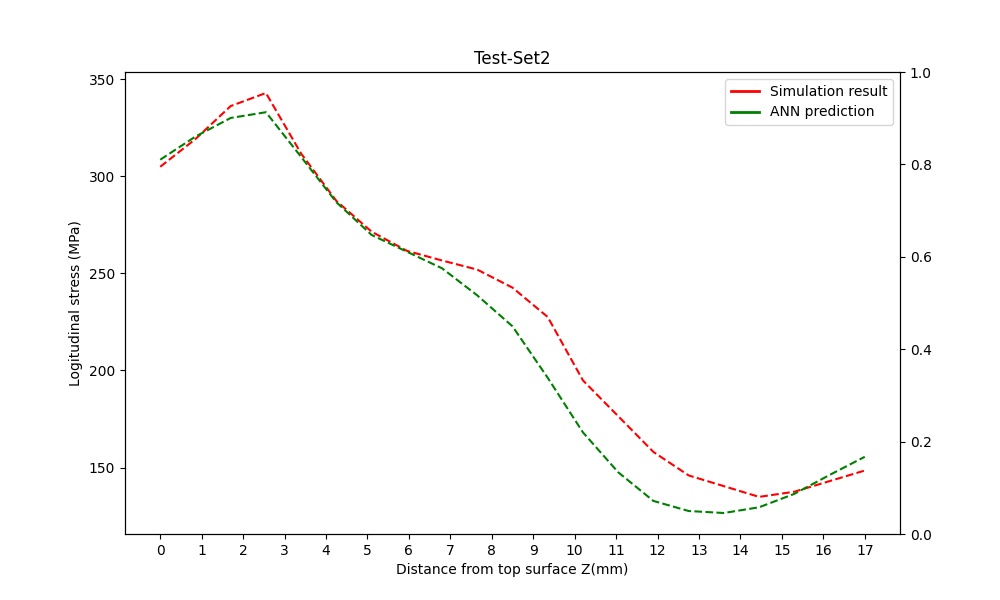 Test-Set2
Simulation result
ANN prediction
350
300
250
200
150
1.0
0.8
0.6
0.4
0.2
0.0
Logitudinal stress (MPa)
0 1 2 3 4 5 6 7 8 9 10 11 12 13 14 15 16 17
Distance from top surface Z(mm)